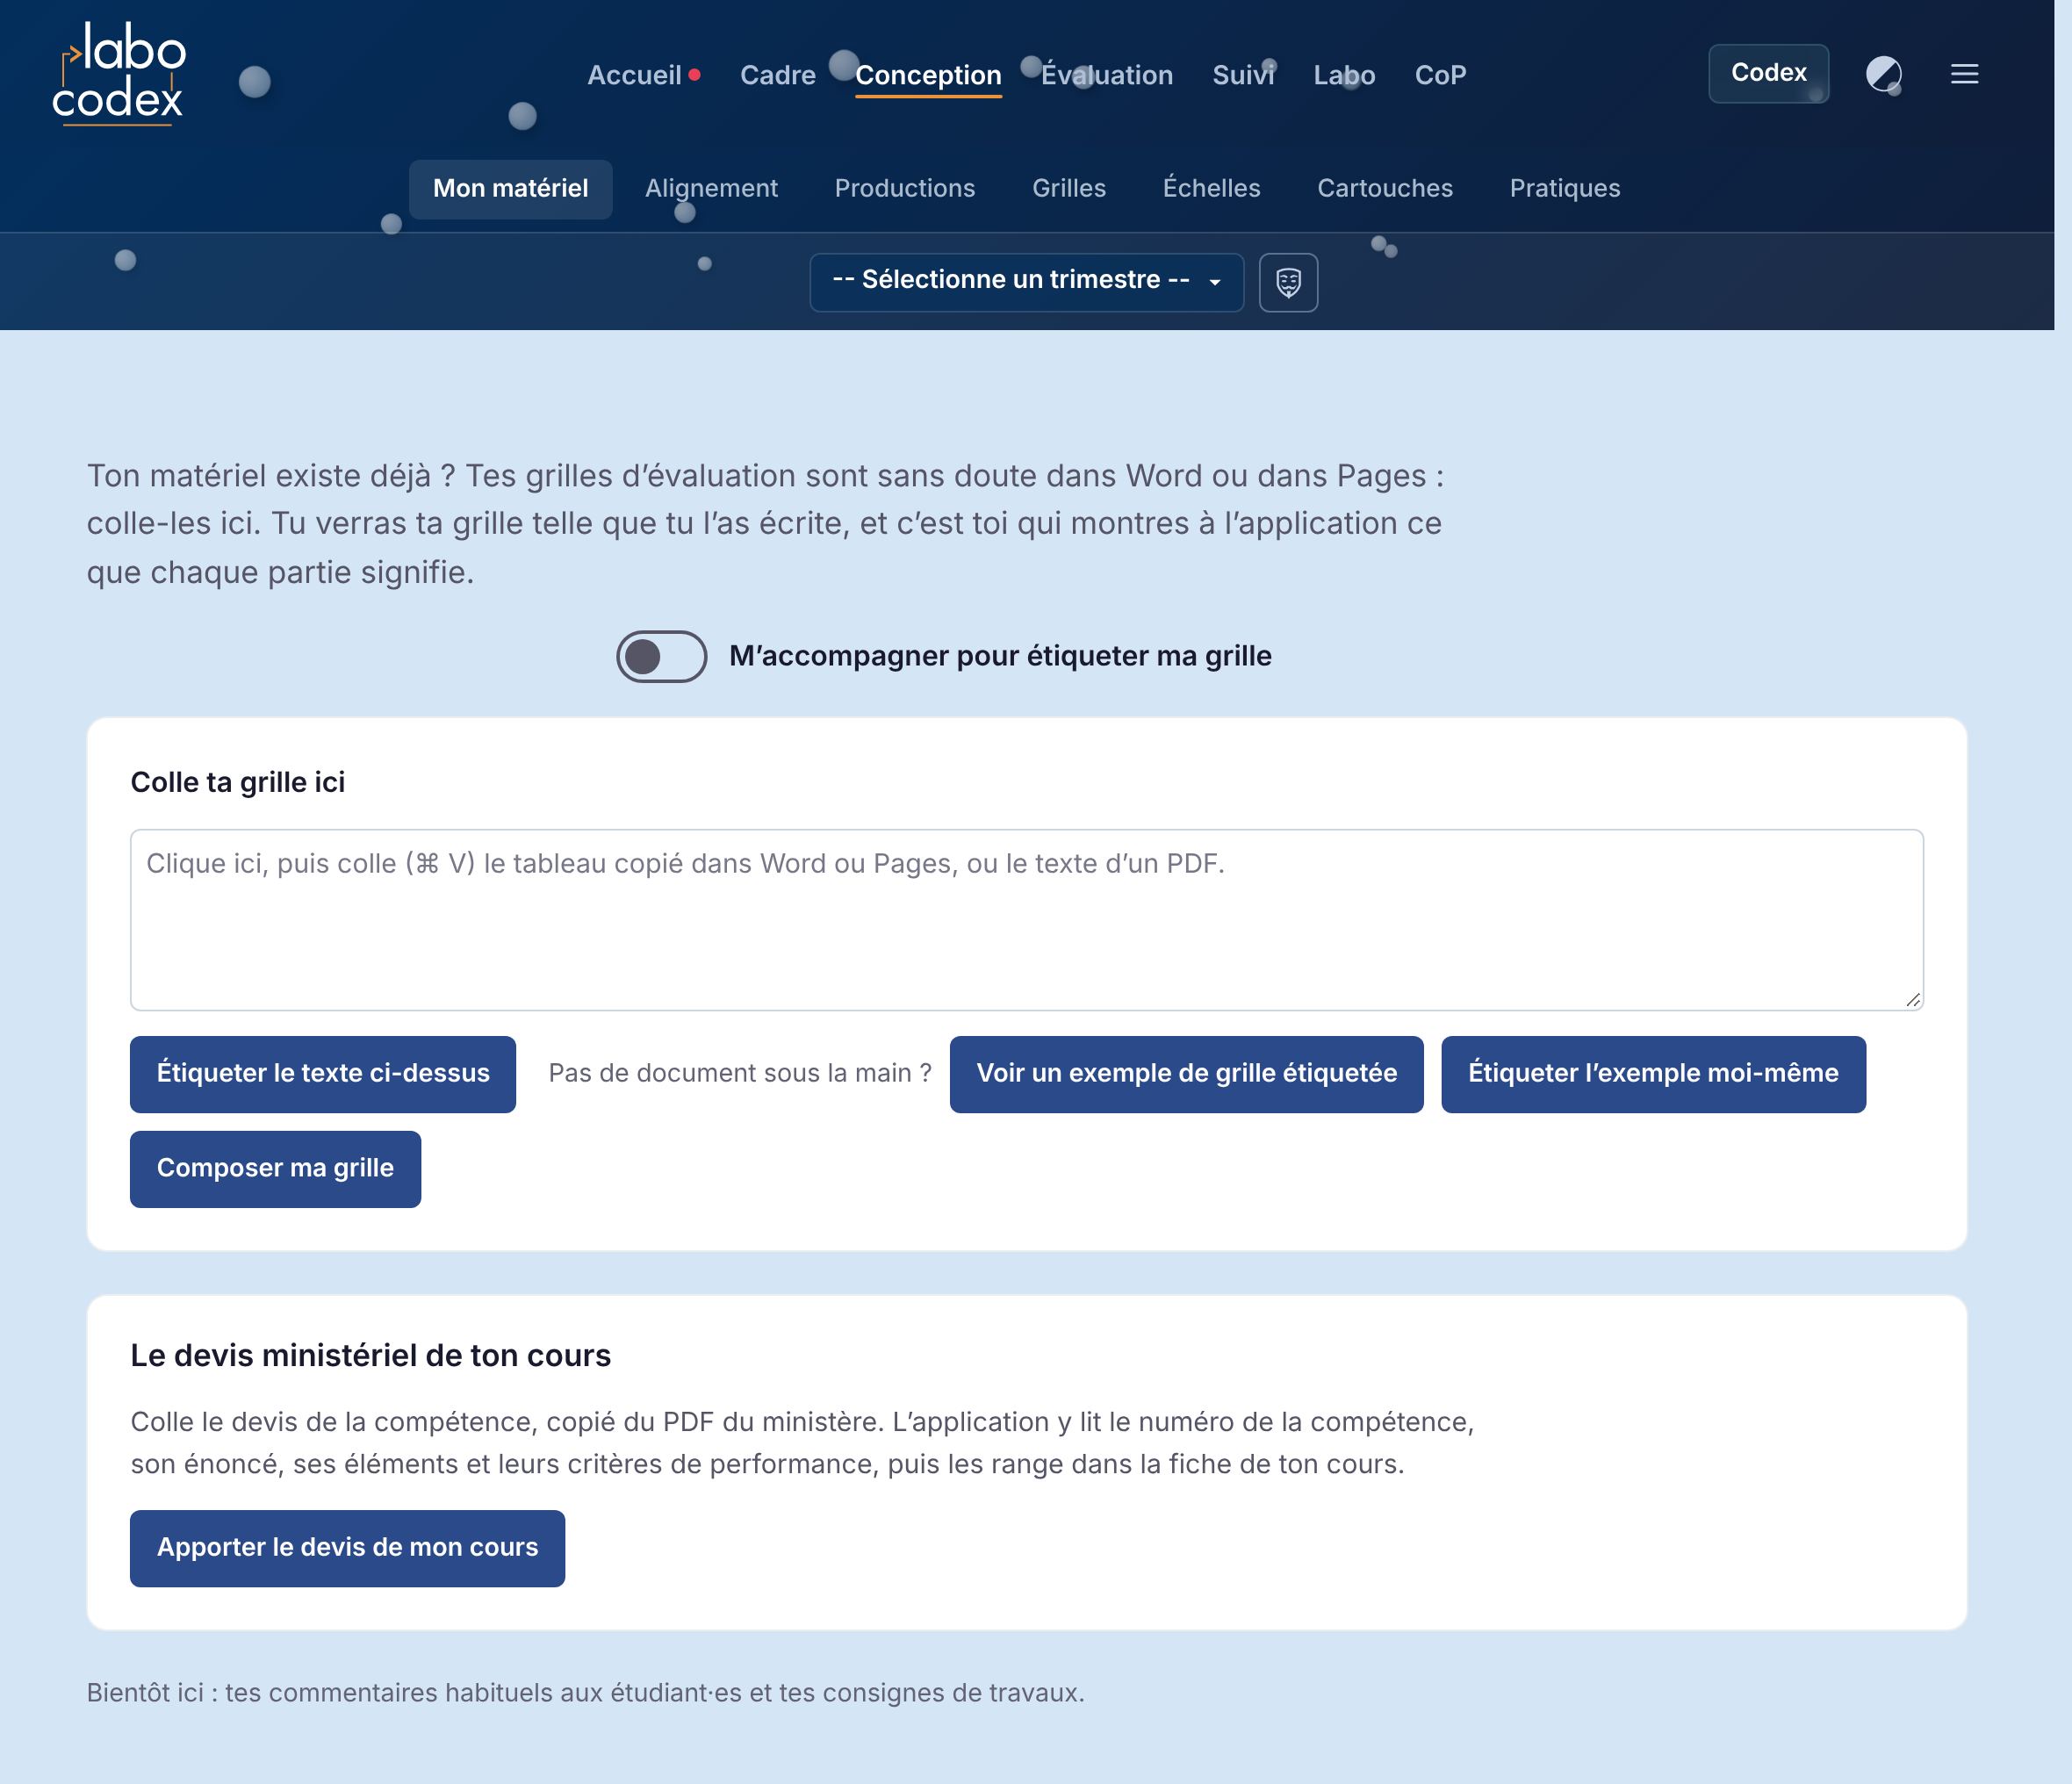 labo
codex
Accueil Cadre Conception Évaluation Suivi Labo CoP Codex
Mon matériel Alignement Productions Grilles Échelles Cartouches Pratiques
-- Sélectionne un trimestre --
Ton matériel existe déjà ? Tes grilles d’évaluation sont sans doute dans Word ou dans Pages :
colle-les ici. Tu verras ta grille telle que tu l’as écrite, et c’est toi qui montres à l’application ce
que chaque partie signifie.
M’accompagner pour étiqueter ma grille
Colle ta grille ici
Clique ici, puis colle (⌘ V) le tableau copié dans Word ou Pages, ou le texte d’un PDF.
Étiqueter le texte ci-dessus Pas de document sous la main ? Voir un exemple de grille étiquetée Étiqueter l’exemple moi-même
Composer ma grille
Le devis ministériel de ton cours
Colle le devis de la compétence, copié du PDF du ministère. L’application y lit le numéro de la compétence,
son énoncé, ses éléments et leurs critères de performance, puis les range dans la fiche de ton cours.
Apporter le devis de mon cours
Bientôt ici : tes commentaires habituels aux étudiant·es et tes consignes de travaux.